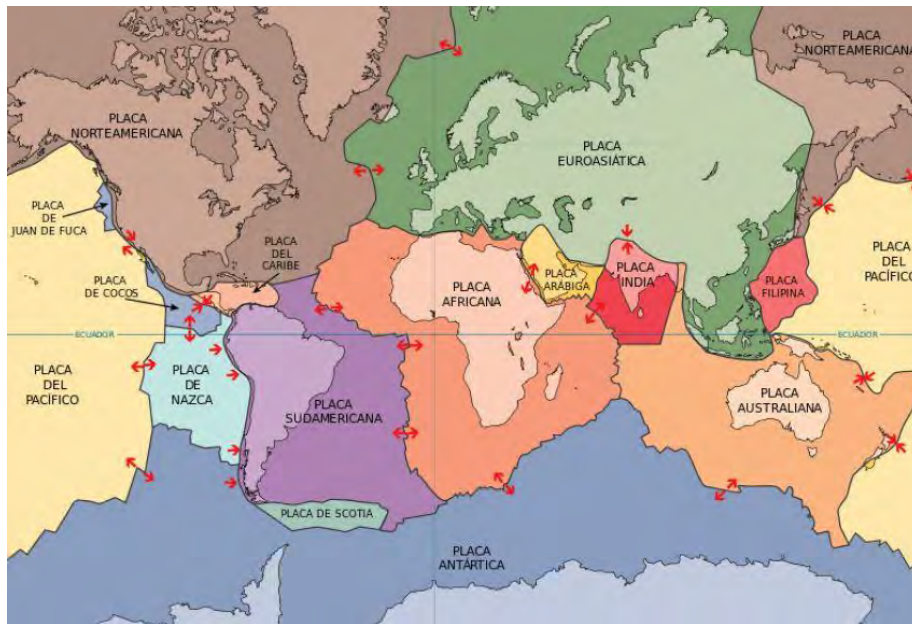 PLACA
NORTEAMERICANA
PLACA
NORTEAMERICANA
PLACA
EUROASIÁTICA
PLACA
DE
JUAN DE FUCA
PLACA
DEL
CARIBE
PLACA
DE COCOS
PLACA
AFRICANA
PLACA
ARÁBIGA
PLACA
INDIA
PLACA
FILIPINA
PLACA
DEL
PACÍFICO
ECUADOR
ECUADOR
PLACA
DEL
PACÍFICO
PLACA
DE
NAZCA
PLACA
SUDAMERICANA
PLACA
AUSTRALIANA
PLACA DE SCOTIA
PLACA
ANTÁRTICA